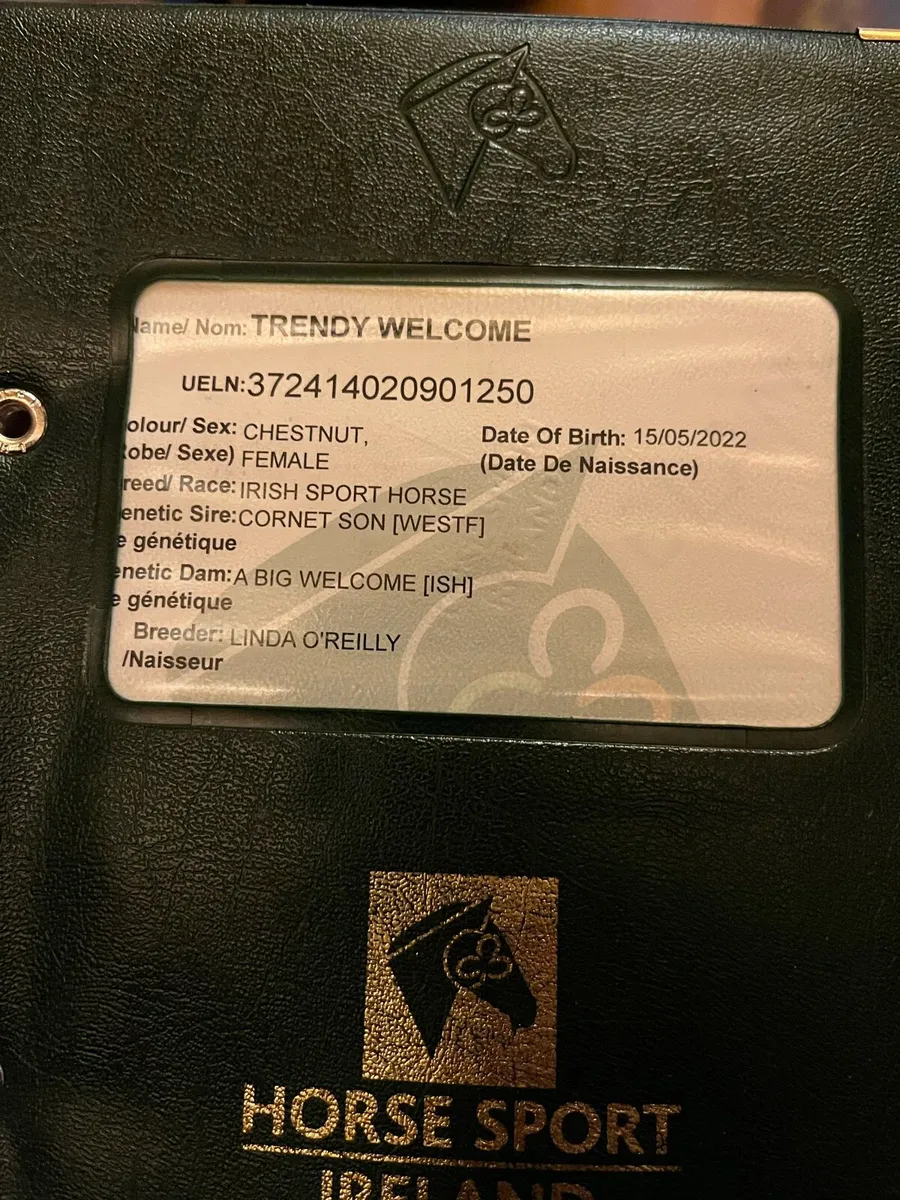 Name/ Nom: TRENDY WELCOME
UELN:372414020901250
olour/ Sex: CHESTNUT,
obe/ Sexe) FEMALE
Date Of Birth: 15/05/2022
(Date De Naissance)
reed/ Race: IRISH SPORT HORSE
enetic Sire: CORNET SON [WESTF]
e génétique
enetic Dam: A BIG WELCOME [ISH]
e génétique
Breeder: LINDA O'REILLY
/Naisseur
HORSE SPORT
IRELAND